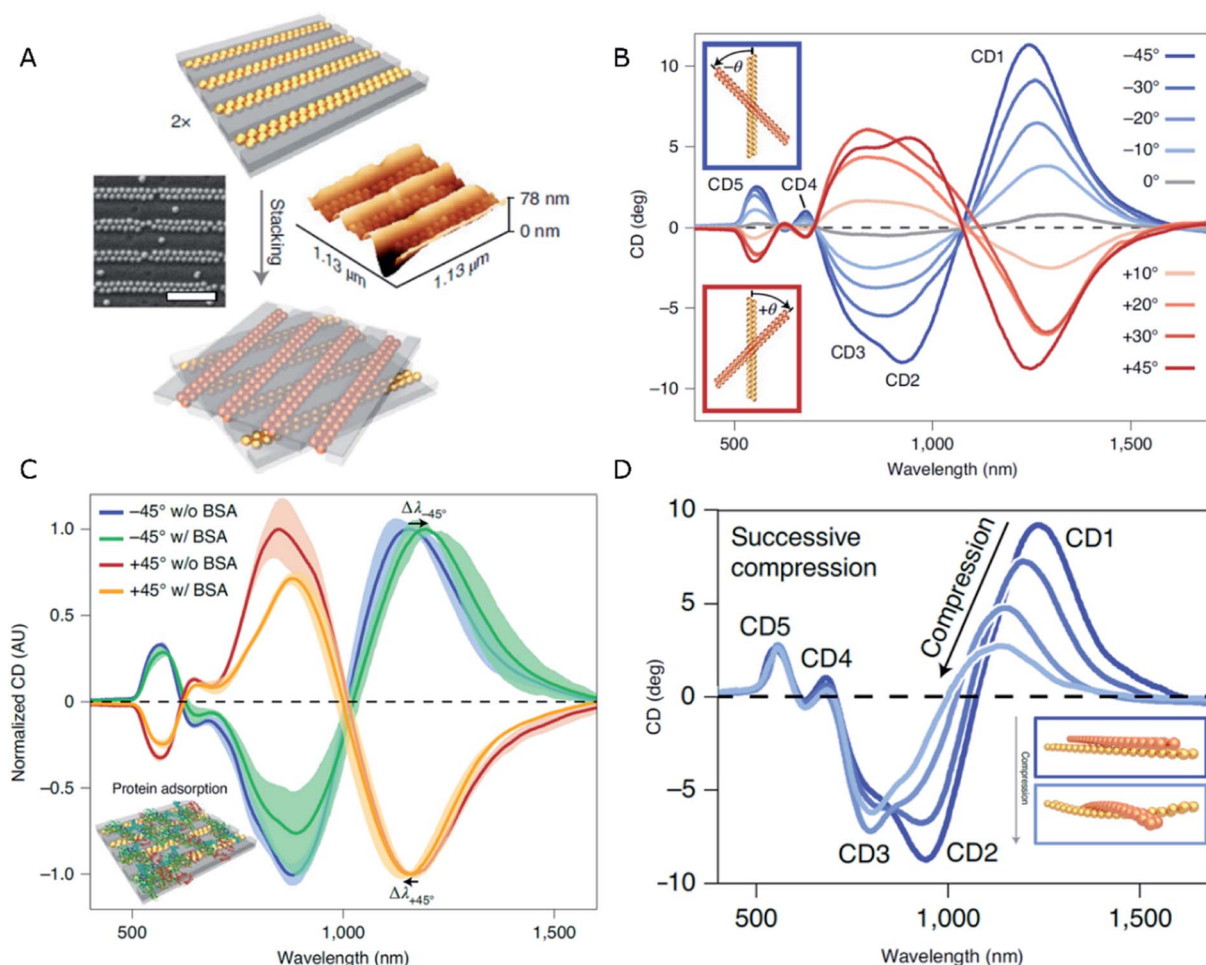 A
2×
Stacking
78 nm
0 nm
1.13 µm
1.13 µm
B
CD (deg)
10
5
0
−5
−10
−θ
+θ
CD1
CD5
CD4
CD3
CD2
−45°
−30°
−20°
−10°
0°
+10°
+20°
+30°
+45°
500
1,000
1,500
Wavelength (nm)
C
Normalized CD (AU)
1.0
0.5
0
−0.5
−1.0
−45° w/o BSA
−45° w/ BSA
+45° w/o BSA
+45° w/ BSA
Δλ−45°
Δλ+45°
Protein adsorption
500
1,000
1,500
Wavelength (nm)
D
CD (deg)
10
5
0
−5
−10
Successive
compression
Compression
CD1
CD5
CD4
CD3
CD2
Compression
500
1,000
1,500
Wavelength (nm)